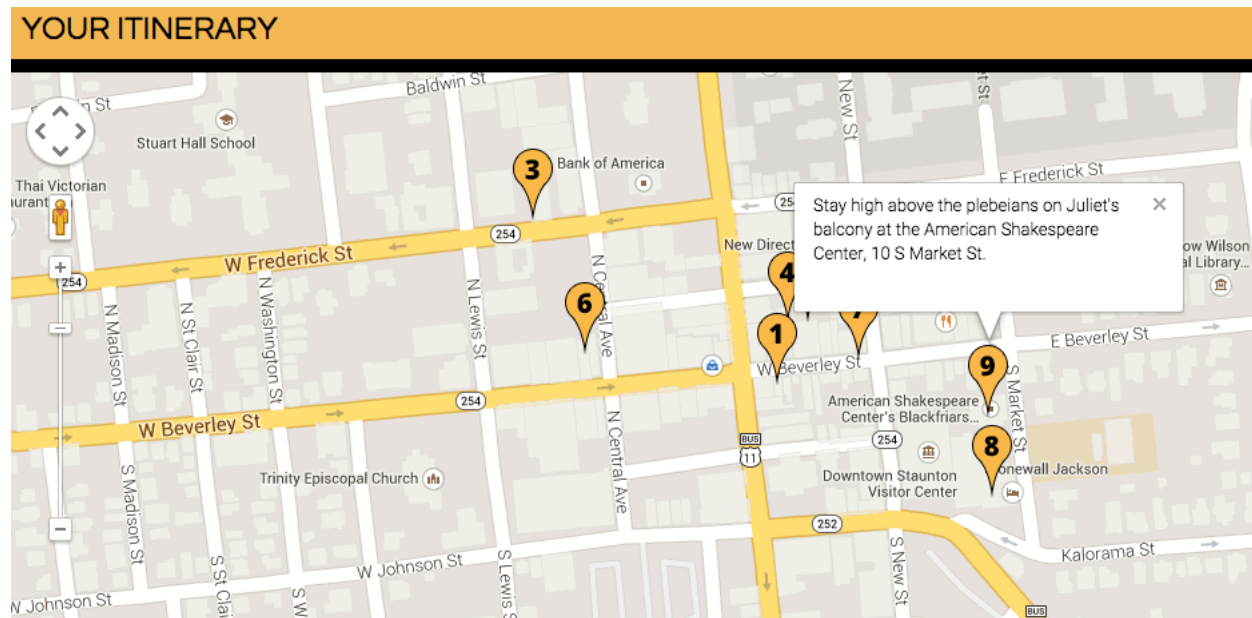 YOUR ITINERARY
Baldwin St
St
New St
St
Stuart Hall School
Bank of America
3
E Frederick St
Thai Victorian
254
Stay high above the plebeians on Juliet's
balcony at the American Shakespeare
Center, 10 S Market St.
×
254
W Frederick St
New Direct
ow Wilson
al Library...
254
N Madison St
N St Clair St
N Washington St
N Lewis St
N Central Ave
6
4
7
1
W Beverley St
E Beverley St
9
S Market St
254
W Beverley St
American Shakespeare
Center's Blackfriars...
N Central Ave
BUS
11
254
8
Trinity Episcopal Church
Downtown Staunton
Visitor Center
onewall Jackson
S Madison St
252
S St Clai
S W
S Lewis S
S New St
Kalorama St
W Johnson St
W Johnson St
BUS